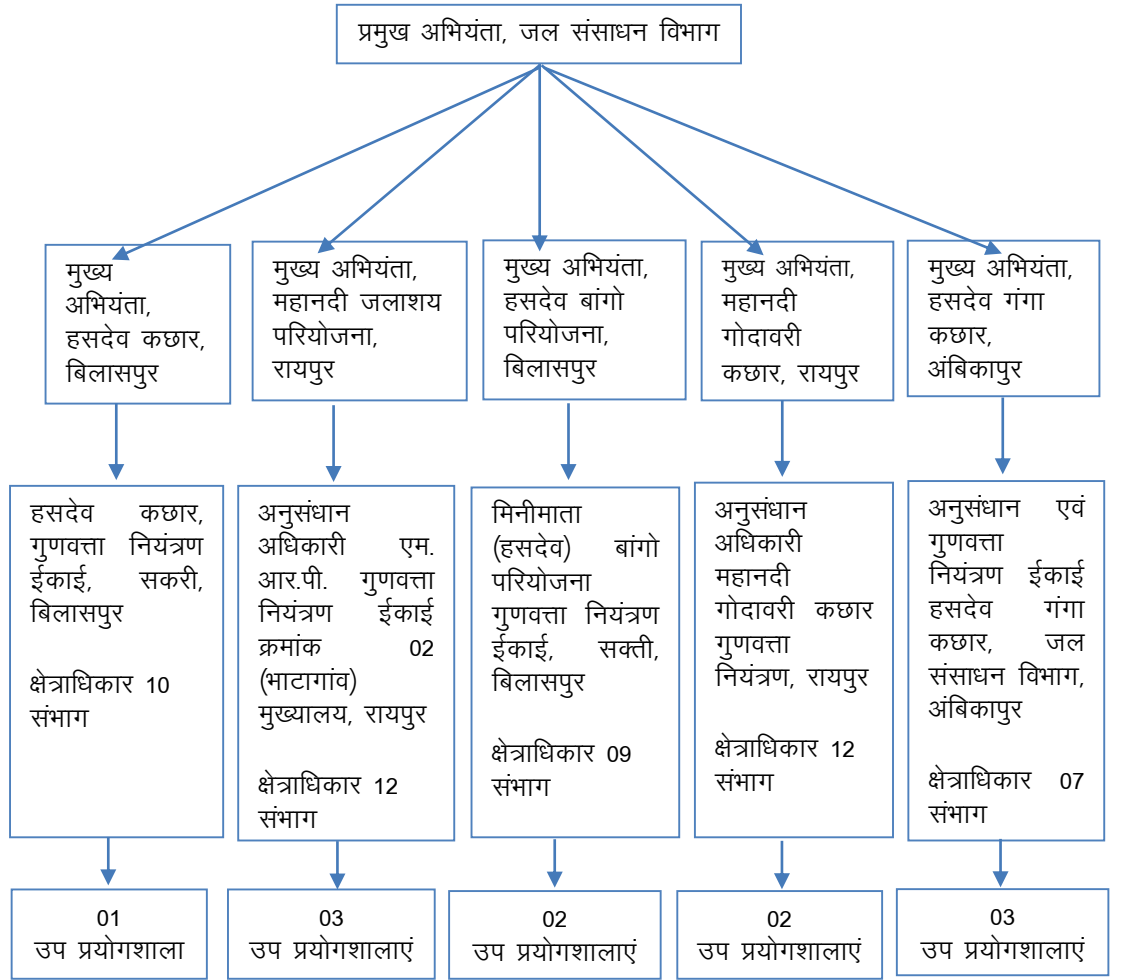 प्रमुख अभियंता, जल संसाधन विभाग
मुख्य
अभियंता,
हसदेव कछार,
बिलासपुर
मुख्य अभियंता,
महानदी जलाशय
परियोजना,
रायपुर
मुख्य अभियंता,
हसदेव बांगो
परियोजना,
बिलासपुर
मुख्य अभियंता,
महानदी
गोदावरी
कछार, रायपुर
मुख्य अभियंता,
हसदेव गंगा
कछार,
अंबिकापुर
हसदेव कछार,
गुणवत्ता नियंत्रण
ईकाई, सकरी,
बिलासपुर
क्षेत्राधिकार 10
संभाग
अनुसंधान
अधिकारी एम.
आर.पी. गुणवत्ता
नियंत्रण ईकाई
क्रमांक 02
(भाटागांव)
मुख्यालय, रायपुर
क्षेत्राधिकार 12
संभाग
मिनीमाता
(हसदेव) बांगो
परियोजना
गुणवत्ता नियंत्रण
ईकाई, सक्ती,
बिलासपुर
क्षेत्राधिकार 09
संभाग
अनुसंधान
अधिकारी
महानदी
गोदावरी कछार
गुणवत्ता
नियंत्रण, रायपुर
क्षेत्राधिकार 12
संभाग
अनुसंधान एवं
गुणवत्ता
नियंत्रण ईकाई
हसदेव गंगा
कछार, जल
संसाधन विभाग,
अंबिकापुर
क्षेत्राधिकार 07
संभाग
01
उप प्रयोगशाला
03
उप प्रयोगशालाएं
02
उप प्रयोगशालाएं
02
उप प्रयोगशालाएं
03
उप प्रयोगशालाएं